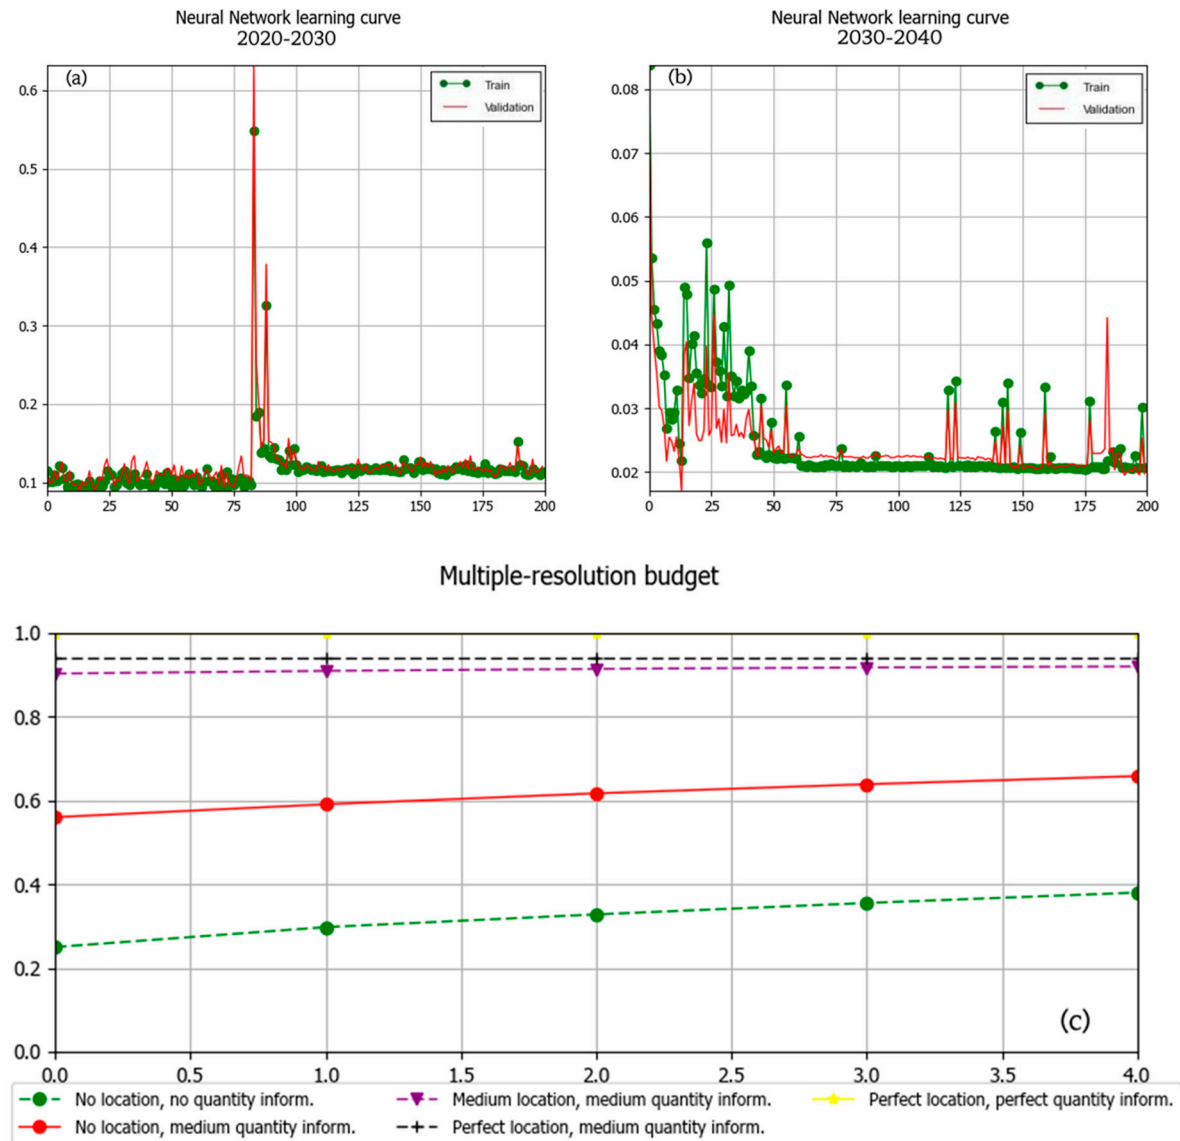 Neural Network learning curve
2020-2030
(a)
Train
Validation
0.6
0.5
0.4
0.3
0.2
0.1
0 25 50 75 100 125 150 175 200
Neural Network learning curve
2030-2040
(b)
Train
Validation
0.08
0.07
0.06
0.05
0.04
0.03
0.02
0 25 50 75 100 125 150 175 200
Multiple-resolution budget
1.0
0.8
0.6
0.4
0.2
0.0
(c)
0.0 0.5 1.0 1.5 2.0 2.5 3.0 3.5 4.0
No location, no quantity inform.
Medium location, medium quantity inform.
Perfect location, perfect quantity inform.
No location, medium quantity inform.
Perfect location, medium quantity inform.